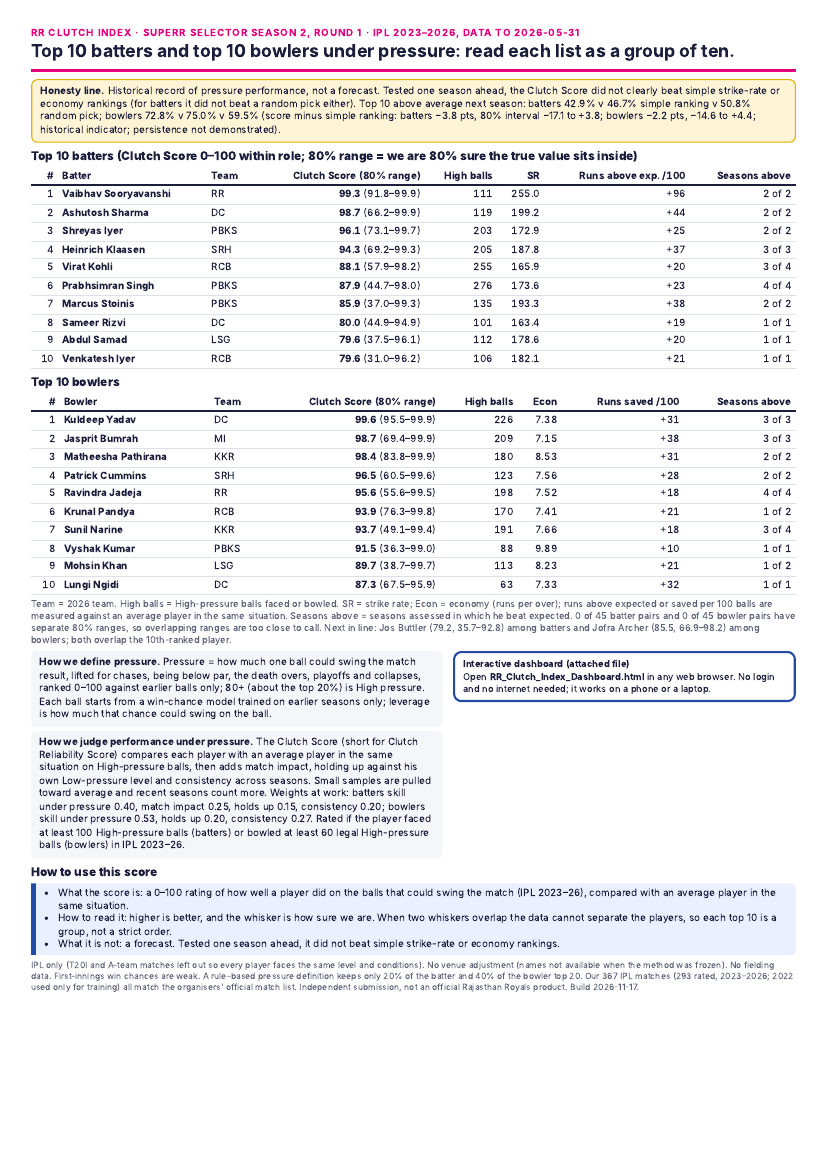 RR CLUTCH INDEX · SUPERR SELECTOR SEASON 2, ROUND 1 · IPL 2023–2026, DATA TO 2026-05-31
Top 10 batters and top 10 bowlers under pressure: read each list as a group of ten.
Honesty line. Historical record of pressure performance, not a forecast. Tested one season ahead, the Clutch Score did not clearly beat simple strike-rate or
economy rankings (for batters it did not beat a random pick either). Top 10 above average next season: batters 42.9% v 46.7% simple ranking v 50.8%
random pick; bowlers 72.8% v 75.0% v 59.5% (score minus simple ranking: batters −3.8 pts, 80% interval −17.1 to +3.8; bowlers −2.2 pts, −14.6 to +4.4;
historical indicator; persistence not demonstrated).
Top 10 batters (Clutch Score 0–100 within role; 80% range = we are 80% sure the true value sits inside)
# Batter Team Clutch Score (80% range) High balls SR Runs above exp. /100 Seasons above
1 Vaibhav Sooryavanshi RR 99.3 (91.8–99.9) 111 255.0 +96 2 of 2
2 Ashutosh Sharma DC 98.7 (66.2–99.9) 119 199.2 +44 2 of 2
3 Shreyas Iyer PBKS 96.1 (73.1–99.7) 203 172.9 +25 2 of 2
4 Heinrich Klaasen SRH 94.3 (69.2–99.3) 205 187.8 +37 3 of 3
5 Virat Kohli RCB 88.1 (57.9–98.2) 255 165.9 +20 3 of 4
6 Prabhsimran Singh PBKS 87.9 (44.7–98.0) 276 173.6 +23 4 of 4
7 Marcus Stoinis PBKS 85.9 (37.0–99.3) 135 193.3 +38 2 of 2
8 Sameer Rizvi DC 80.0 (44.9–94.9) 101 163.4 +19 1 of 1
9 Abdul Samad LSG 79.6 (37.5–96.1) 112 178.6 +20 1 of 1
10 Venkatesh Iyer RCB 79.6 (31.0–96.2) 106 182.1 +21 1 of 1
Top 10 bowlers
# Bowler Team Clutch Score (80% range) High balls Econ Runs saved /100 Seasons above
1 Kuldeep Yadav DC 99.6 (95.5–99.9) 226 7.38 +31 3 of 3
2 Jasprit Bumrah MI 98.7 (69.4–99.9) 209 7.15 +38 3 of 3
3 Matheesha Pathirana KKR 98.4 (83.8–99.9) 180 8.53 +31 2 of 2
4 Patrick Cummins SRH 96.5 (60.5–99.6) 123 7.56 +28 2 of 2
5 Ravindra Jadeja RR 95.6 (55.6–99.5) 198 7.52 +18 4 of 4
6 Krunal Pandya RCB 93.9 (76.3–99.8) 170 7.41 +21 1 of 2
7 Sunil Narine KKR 93.7 (49.1–99.4) 191 7.66 +18 3 of 4
8 Vyshak Kumar PBKS 91.5 (36.3–99.0) 88 9.89 +10 1 of 1
9 Mohsin Khan LSG 89.7 (38.7–99.7) 113 8.23 +21 1 of 2
10 Lungi Ngidi DC 87.3 (67.5–95.9) 63 7.33 +32 1 of 1
Team = 2026 team. High balls = High-pressure balls faced or bowled. SR = strike rate; Econ = economy (runs per over); runs above expected or saved per 100 balls are
measured against an average player in the same situation. Seasons above = seasons assessed in which he beat expected. 0 of 45 batter pairs and 0 of 45 bowler pairs have
separate 80% ranges, so overlapping ranges are too close to call. Next in line: Jos Buttler (79.2, 35.7–92.8) among batters and Jofra Archer (85.5, 66.9–98.2) among
bowlers; both overlap the 10th-ranked player.
How we define pressure. Pressure = how much one ball could swing the match
result, lifted for chases, being below par, the death overs, playoffs and collapses,
ranked 0–100 against earlier balls only; 80+ (about the top 20%) is High pressure.
Each ball starts from a win-chance model trained on earlier seasons only; leverage
is how much that chance could swing on the ball.
How we judge performance under pressure. The Clutch Score (short for Clutch
Reliability Score) compares each player with an average player in the same
situation on High-pressure balls, then adds match impact, holding up against his
own Low-pressure level and consistency across seasons. Small samples are pulled
toward average and recent seasons count more. Weights at work: batters skill
under pressure 0.40, match impact 0.25, holds up 0.15, consistency 0.20; bowlers
skill under pressure 0.53, holds up 0.20, consistency 0.27. Rated if the player faced
at least 100 High-pressure balls (batters) or bowled at least 60 legal High-pressure
balls (bowlers) in IPL 2023–26.
Interactive dashboard (attached file)
Open RR_Clutch_Index_Dashboard.html in any web browser. No login
and no internet needed; it works on a phone or a laptop.
How to use this score
• What the score is: a 0–100 rating of how well a player did on the balls that could swing the match (IPL 2023–26), compared with an average player in the
same situation.
• How to read it: higher is better, and the whisker is how sure we are. When two whiskers overlap the data cannot separate the players, so each top 10 is a
group, not a strict order.
• What it is not: a forecast. Tested one season ahead, it did not beat simple strike-rate or economy rankings.
IPL only (T20I and A-team matches left out so every player faces the same level and conditions). No venue adjustment (names not available when the method was frozen). No fielding
data. First-innings win chances are weak. A rule-based pressure definition keeps only 20% of the batter and 40% of the bowler top 20. Our 367 IPL matches (293 rated, 2023–2026; 2022
used only for training) all match the organisers' official match list. Independent submission, not an official Rajasthan Royals product. Build 2026-11-17.